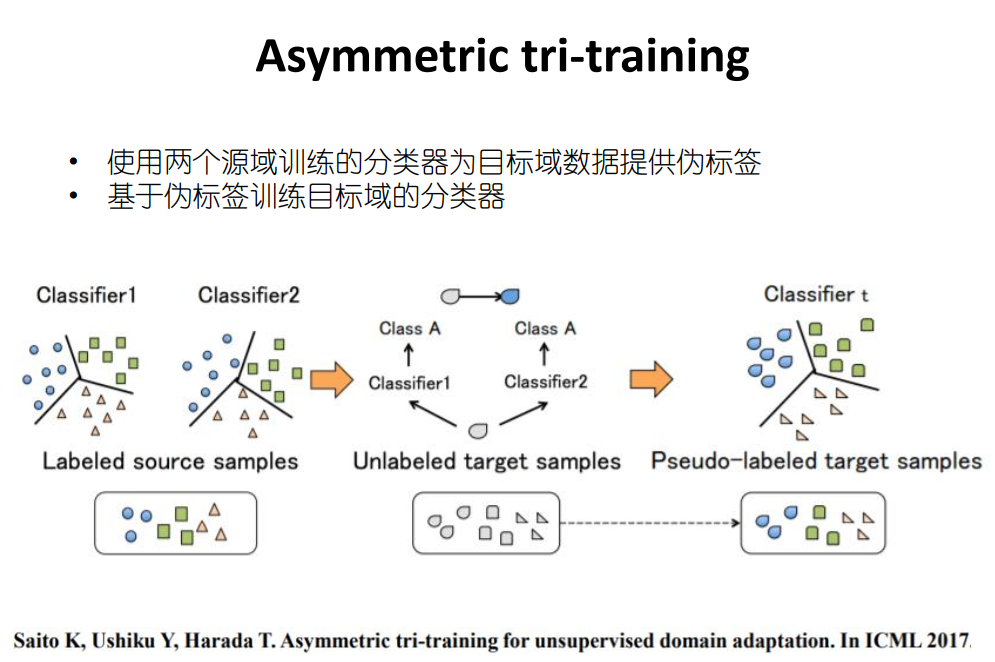 Asymmetric tri-training
• 使用两个源域训练的分类器为目标域数据提供伪标签
• 基于伪标签训练目标域的分类器
Classifier1
Classifier2
Class A
Class A
Classifier1
Classifier2
Classifier t
Labeled source samples
Unlabeled target samples
Pseudo-labeled target samples
Saito K, Ushiku Y, Harada T. Asymmetric tri-training for unsupervised domain adaptation. In ICML 2017.